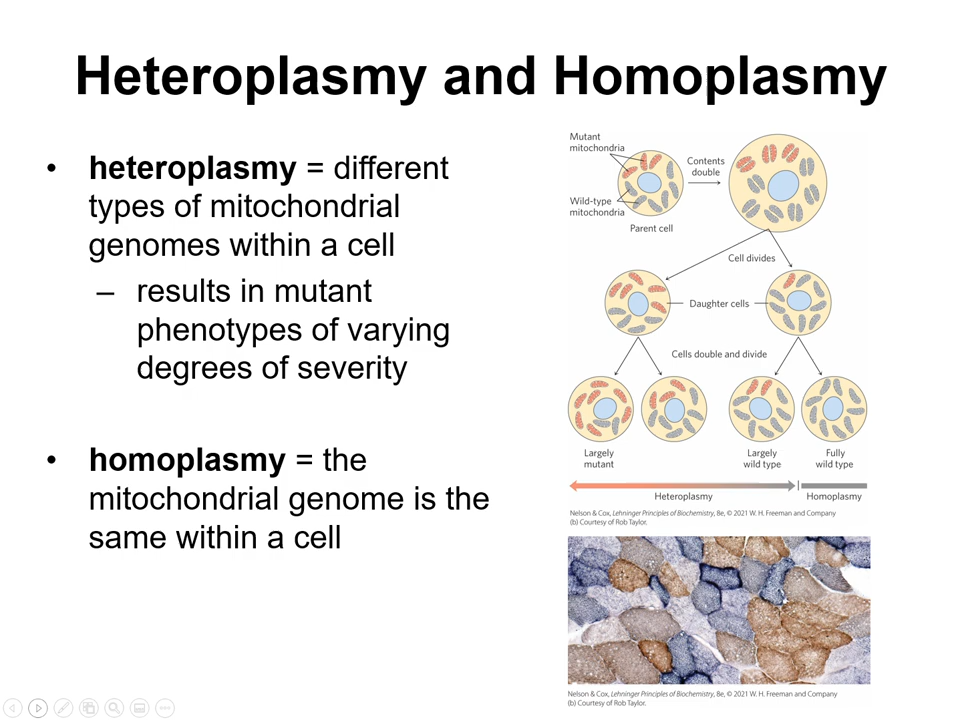 Heteroplasmy and Homoplasmy
• heteroplasmy = different
types of mitochondrial
genomes within a cell
– results in mutant
phenotypes of varying
degrees of severity
• homoplasmy = the
mitochondrial genome is the
same within a cell
Mutant
mitochondria
Contents
double
Wild-type
mitochondria
Parent cell
Cell divides
Daughter cells
Cells double and divide
Largely
mutant
Largely
wild type
Fully
wild type
Heteroplasmy
Homoplasmy
Nelson & Cox, Lehninger Principles of Biochemistry, 8e, © 2021 W. H. Freeman and Company
(b) Courtesy of Rob Taylor.
Nelson & Cox, Lehninger Principles of Biochemistry, 8e, © 2021 W. H. Freeman and Company
(b) Courtesy of Rob Taylor.